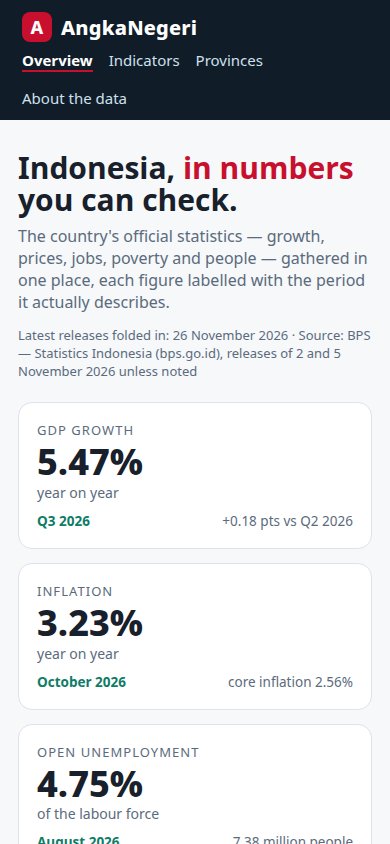 A AngkaNegeri
Overview Indicators Provinces
About the data
Indonesia, in numbers
you can check.
The country's official statistics — growth,
prices, jobs, poverty and people — gathered in
one place, each figure labelled with the period
it actually describes.
Latest releases folded in: 26 November 2026 · Source: BPS
— Statistics Indonesia (bps.go.id), releases of 2 and 5
November 2026 unless noted
GDP GROWTH
5.47%
year on year
Q3 2026 +0.18 pts vs Q2 2026
INFLATION
3.23%
year on year
October 2026 core inflation 2.56%
OPEN UNEMPLOYMENT
4.75%
of the labour force
August 2026 7.38 million people